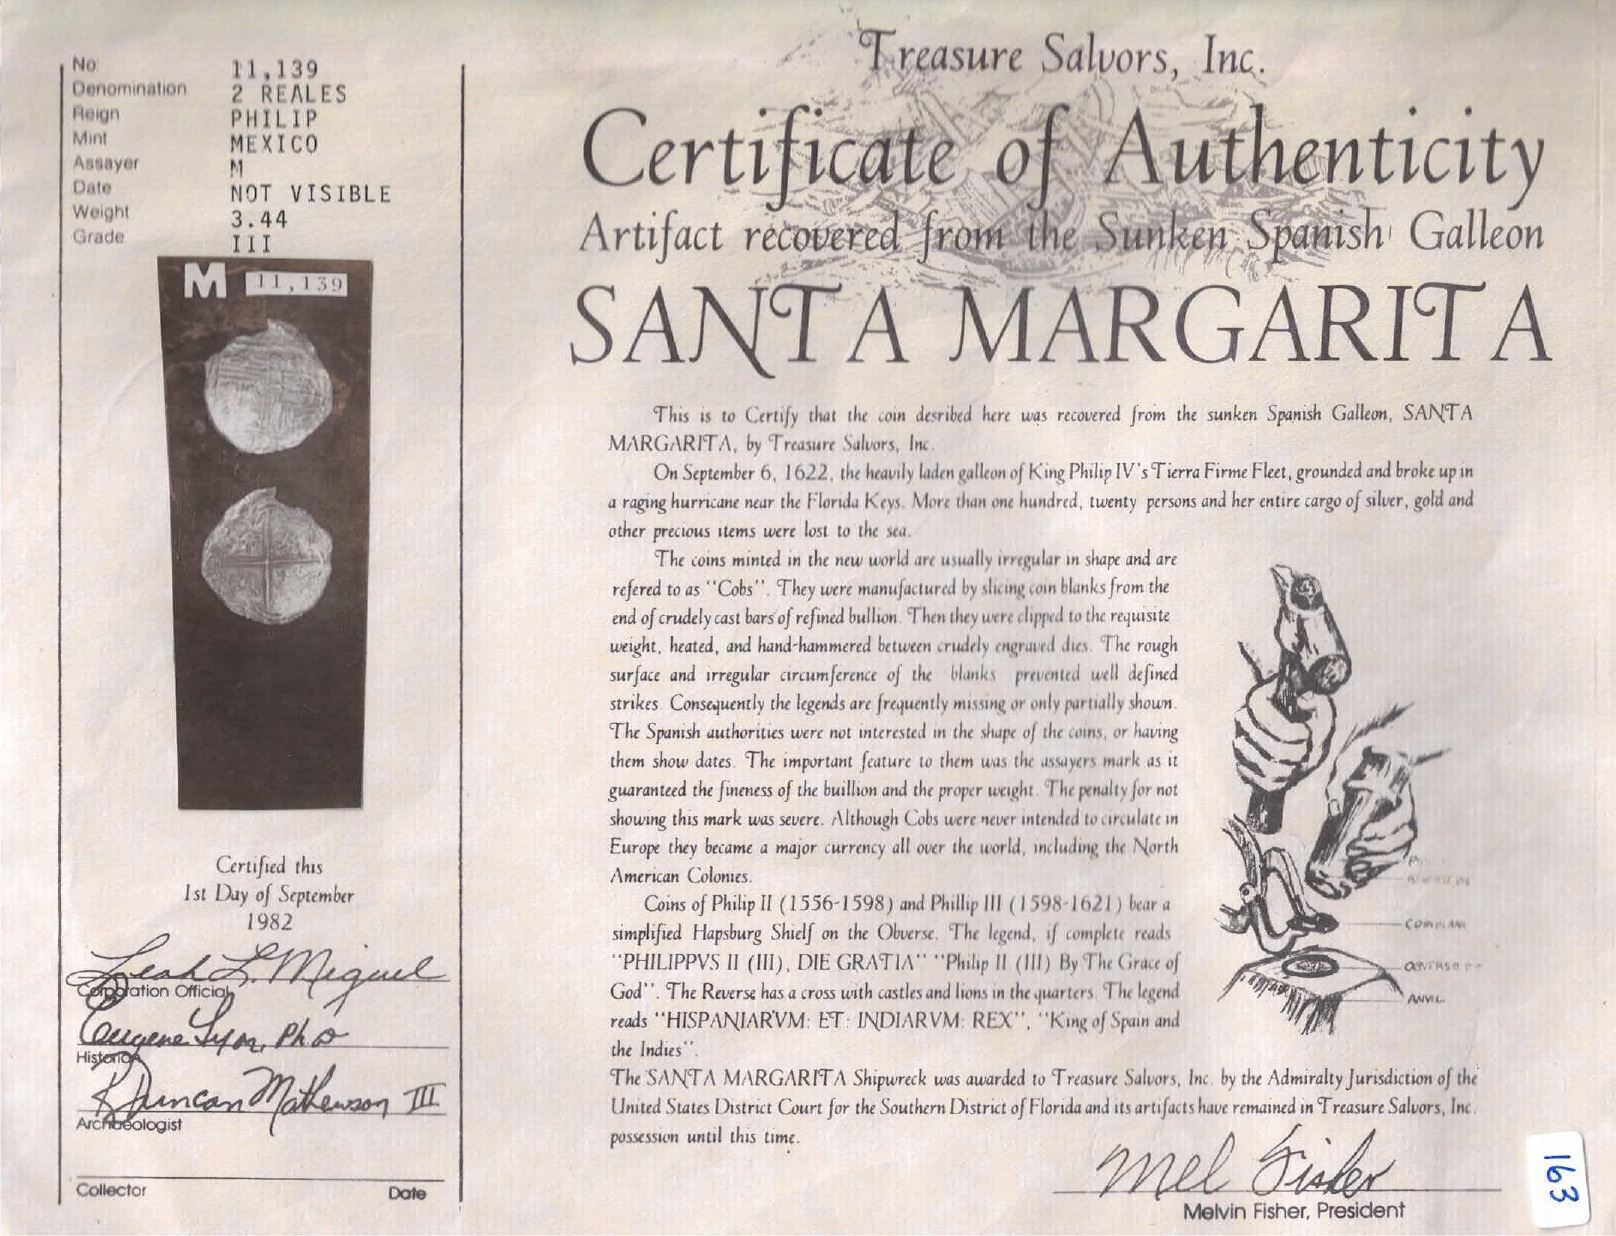 No 11,139
Denomination 2 REALES
Reign PHILIP
Mint MEXICO
Assayer M
Date NOT VISIBLE
Weight 3.44
Grade III
M 11,139
Certified this
1st Day of September
1982
Leah L. Miguel
Corporation Official
Eugene Lyon, Ph D
Historian
R Duncan Mathewson III
Archaeologist
Collector Date
Treasure Salvors, Inc.
Certificate of Authenticity
Artifact recovered from the Sunken Spanish Galleon
SANTA MARGARITA
This is to Certify that the coin desribed here was recovered from the sunken Spanish Galleon, SANTA
MARGARITA, by Treasure Salvors, Inc.
On September 6, 1622, the heavily laden galleon of King Philip IV's Tierra Firme Fleet, grounded and broke up in
a raging hurricane near the Florida Keys. More than one hundred, twenty persons and her entire cargo of silver, gold and
other precious items were lost to the sea.
The coins minted in the new world are usually irregular in shape and are
refered to as "Cobs". They were manufactured by slicing coin blanks from the
end of crudely cast bars of refined bullion. Then they were clipped to the requisite
weight, heated, and hand-hammered between crudely engraved dies. The rough
surface and irregular circumference of the blanks prevented well defined
strikes. Consequently the legends are frequently missing or only partially shown.
The Spanish authorities were not interested in the shape of the coins, or having
them show dates. The important feature to them was the assayers mark as it
guaranteed the fineness of the buillion and the proper weight. The penalty for not
showing this mark was severe. Although Cobs were never intended to circulate in
Europe they became a major currency all over the world, including the North
American Colonies.
Coins of Philip II (1556-1598) and Phillip III (1598-1621) bear a
simplified Hapsburg Shielf on the Obverse. The legend, if complete reads
"PHILIPPVS II (III), DIE GRATIA" "Philip II (III) By The Grace of
God". The Reverse has a cross with castles and lions in the quarters. The legend
reads "HISPANIARVM: ET: INDIARVM: REX", "King of Spain and
the Indies".
The SANTA MARGARITA Shipwreck was awarded to Treasure Salvors, Inc. by the Admiralty Jurisdiction of the
United States District Court for the Southern District of Florida and its artifacts have remained in Treasure Salvors, Inc.
possession until this time.
COIN BLANK
ANVIL
Mel Fisher
Melvin Fisher, President
163